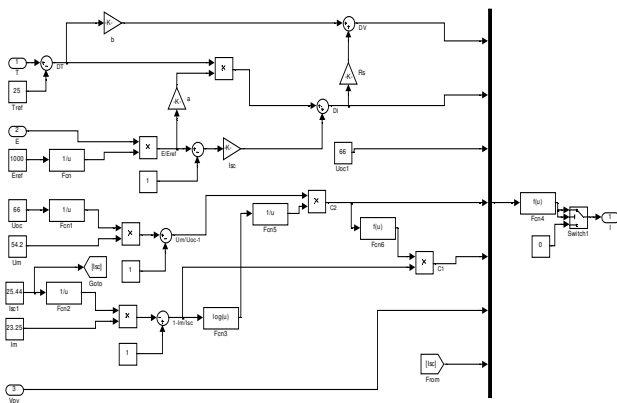 -K-
b
DV
1
T
DT
25
Tref
x
-K-
Rs
-K-
a
DI
2
E
1000
Eref
1/u
Fcn
x
E/Eref
-K-
Isc
1
66
Uoc1
66
Uoc
1/u
Fcn1
54.2
Um
x
Um/Uoc-1
1
1/u
Fcn5
x
C2
f(u)
Fcn6
x
C1
f(u)
Fcn4
0
Switch1
1
I
[Isc]
Goto
25.44
Isc1
1/u
Fcn2
23.25
Im
x
1-Im/Isc
1
log(u)
Fcn3
[Isc]
From
3
Vov